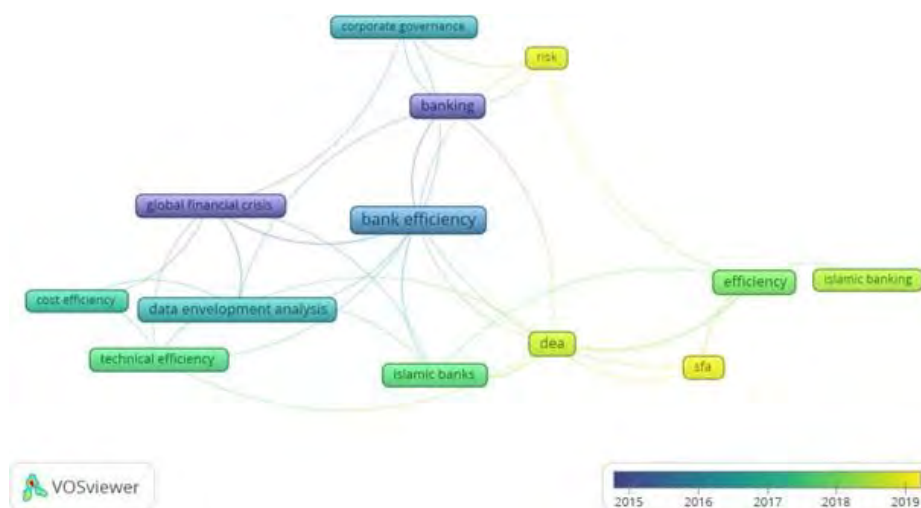 corporate governance
risk
banking
global financial crisis
bank efficiency
efficiency
islamic banking
cost efficiency
data envelopment analysis
dea
technical efficiency
islamic banks
sfa
VOSviewer
2015 2016 2017 2018 2019